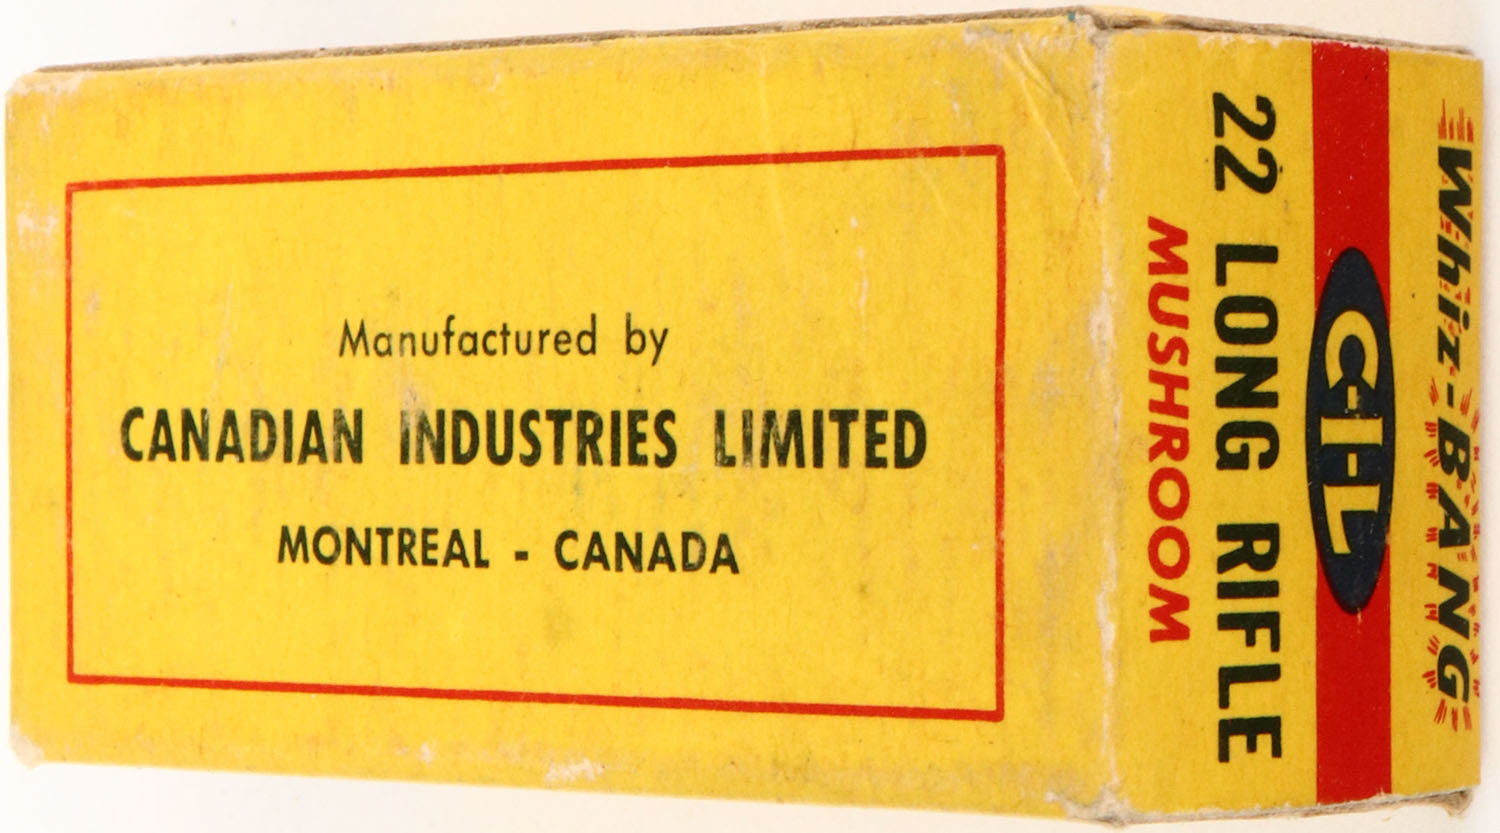 Manufactured by
CANADIAN INDUSTRIES LIMITED
MONTREAL - CANADA
Whiz-BANG
C-I-L
22 LONG RIFLE
MUSHROOM